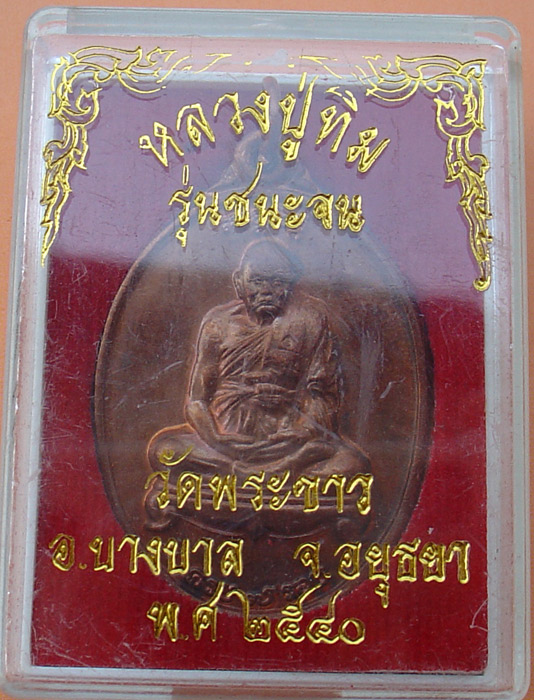 หลวงปู่ทิม
รุ่นชนะจน
วัดพระขาว
อ.บางบาล จ.อยุธยา
พ.ศ ๒๕๔๐